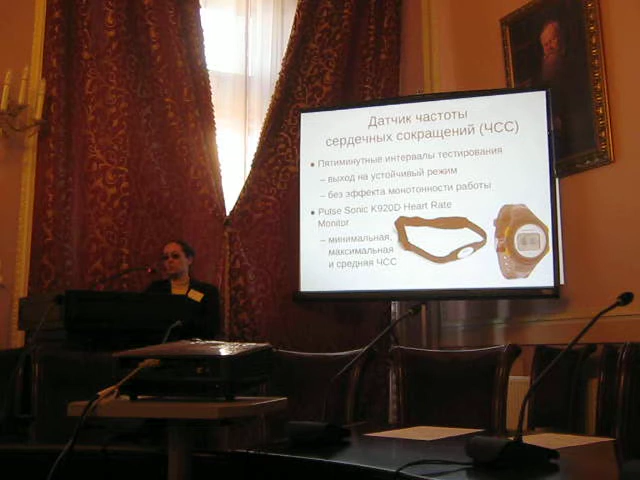 Датчик частоты
сердечных сокращений (ЧСС)
• Пятиминутные интервалы тестирования
– выход на устойчивый режим
– без эффекта монотонности работы
• Pulse Sonic K920D Heart Rate
Monitor
– минимальная,
максимальная
и средняя ЧСС